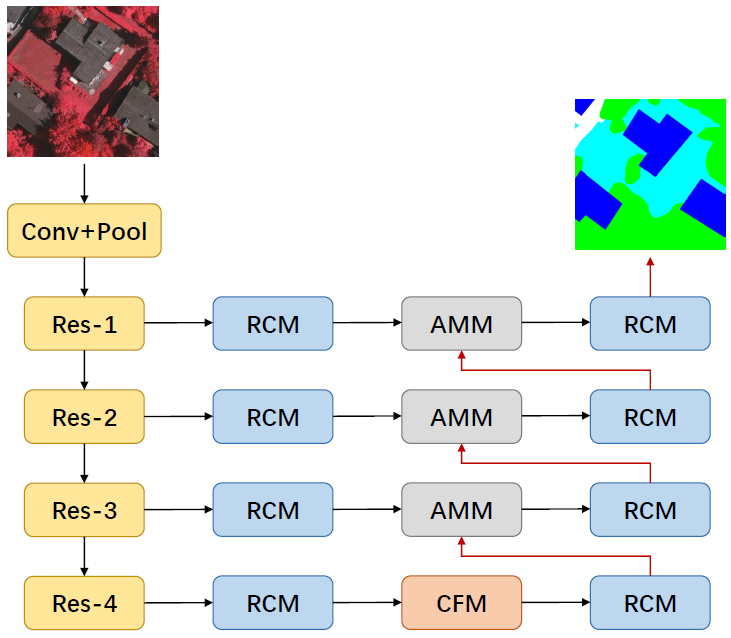 Conv+Pool
Res-1 RCM AMM RCM
Res-2 RCM AMM RCM
Res-3 RCM AMM RCM
Res-4 RCM CFM RCM